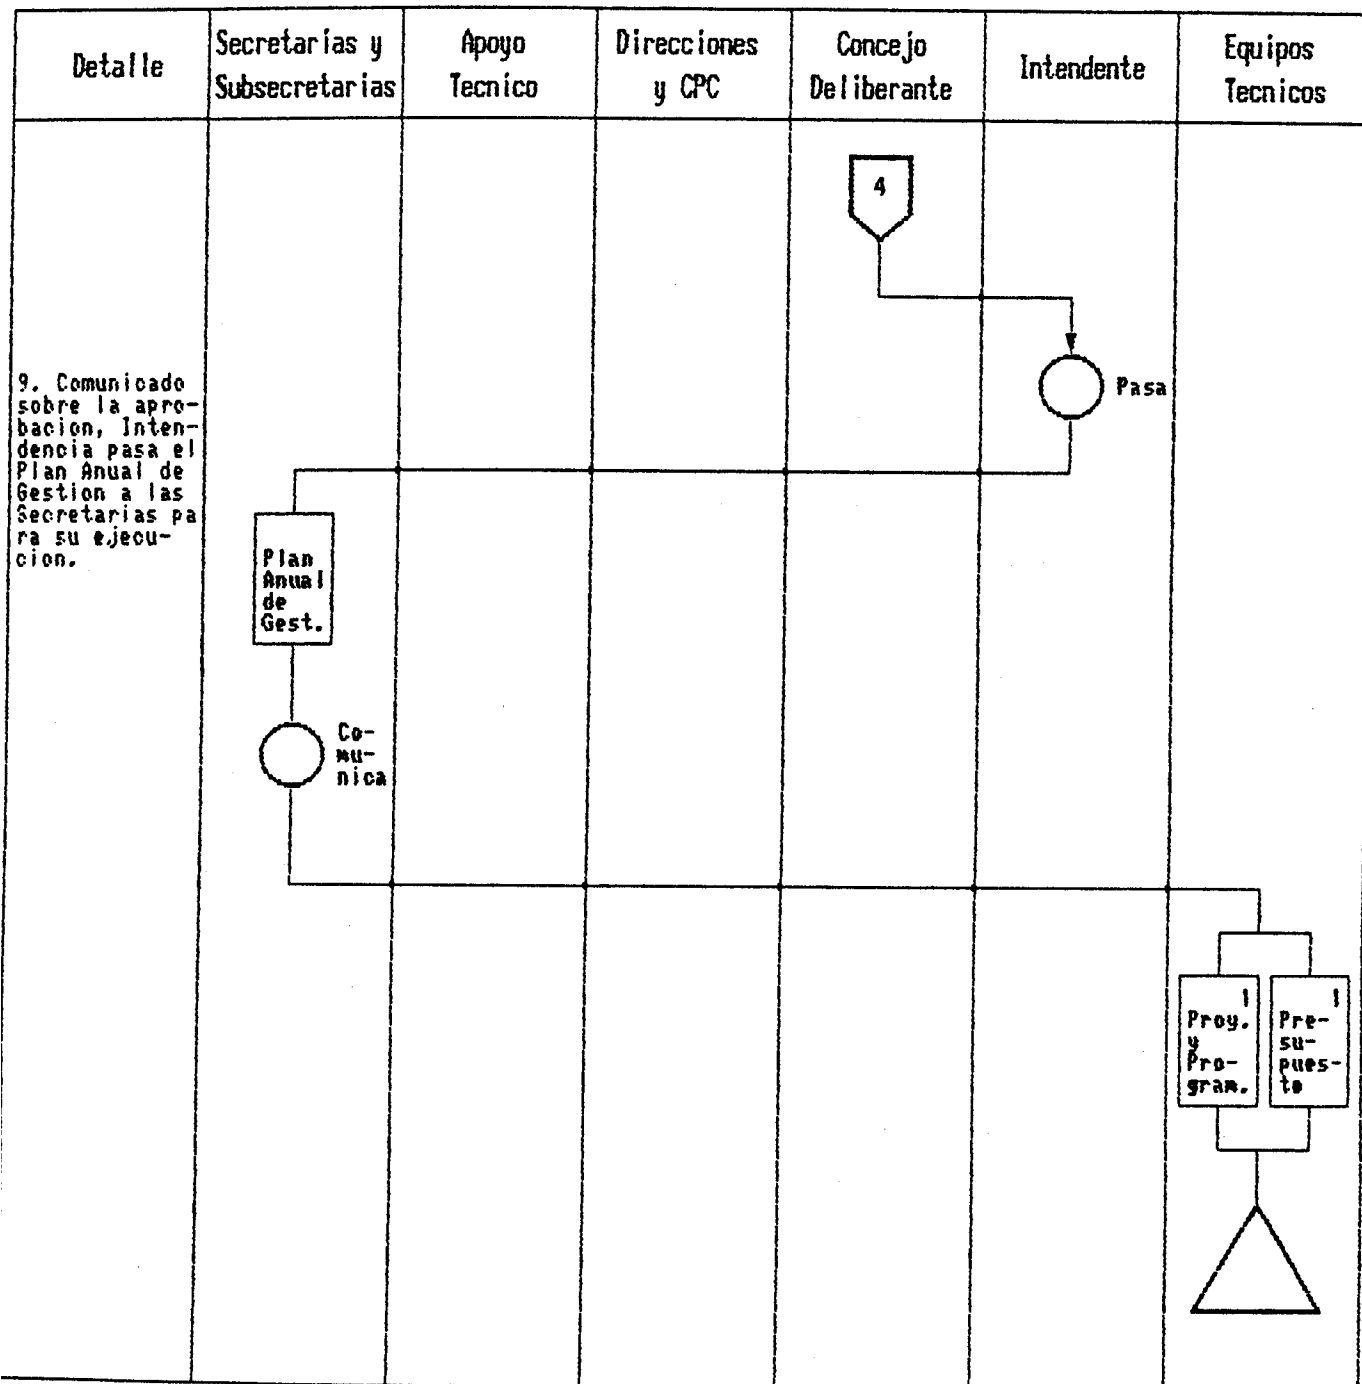 Detalle
Secretarias y
Subsecretarias
Apoyo
Tecnico
Direcciones
y CPC
Concejo
Deliberante
Intendente
Equipos
Tecnicos
4
Pasa
9. Comunicado
sobre la apro-
bacion, Inten-
dencia pasa el
Plan Anual de
Gestion a las
Secretarias pa
ra su ejecu-
cion.
Plan
Anual
de
Gest.
Co-
mu-
nica
1
Proy.
y
Pro-
gram.
1
Pre-
su-
pues-
to